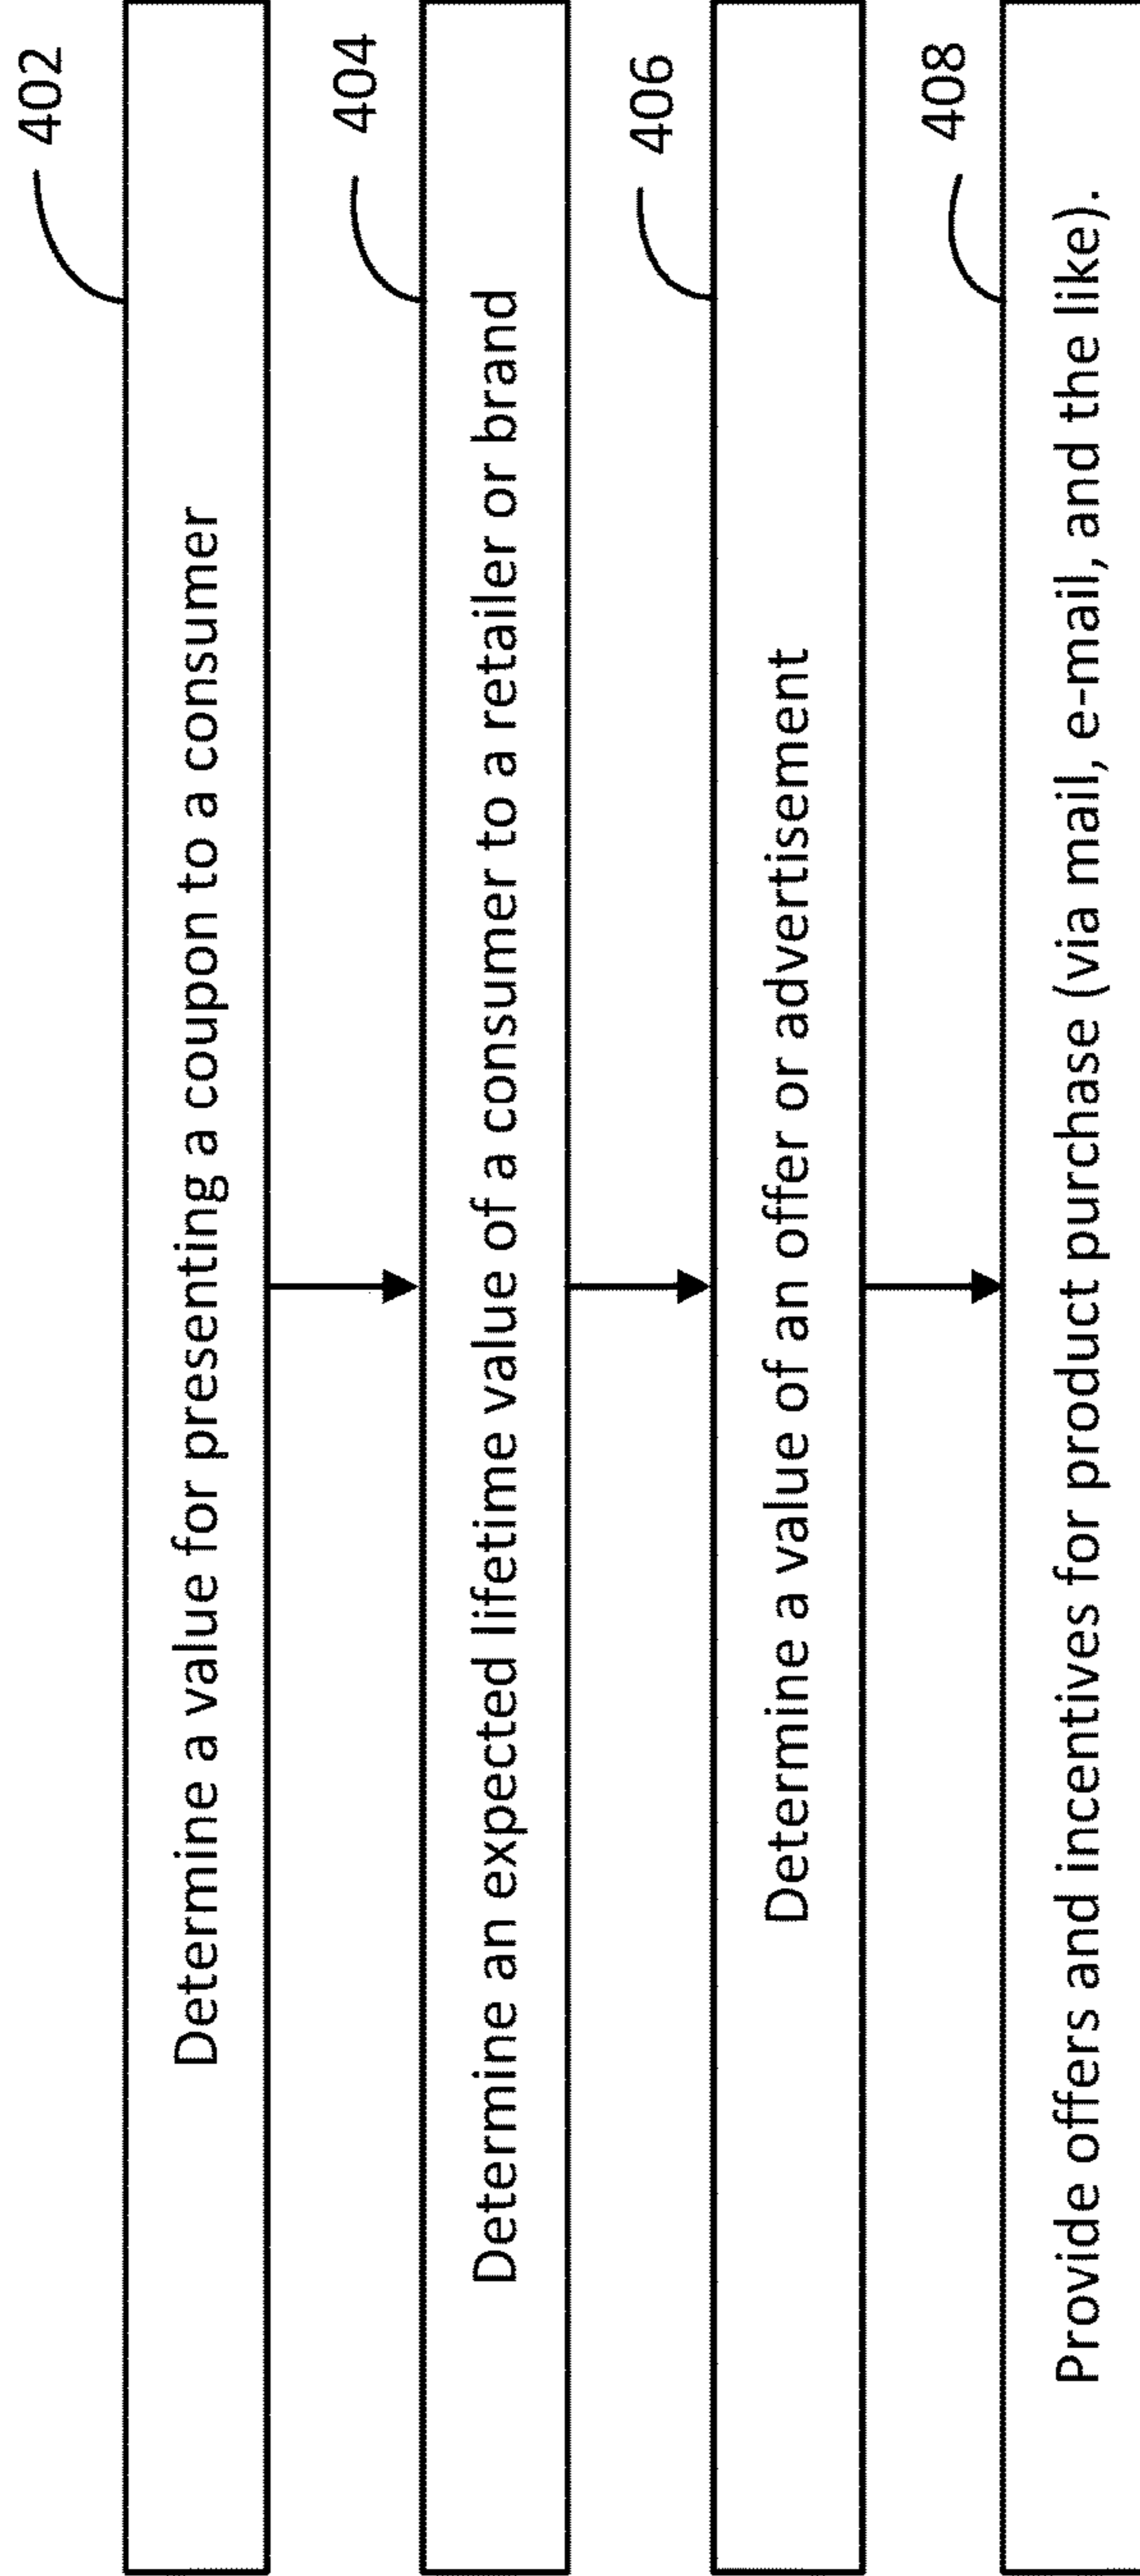 402
Determine a value for presenting a coupon to a consumer
404
Determine an expected lifetime value of a consumer to a retailer or brand
406
Determine a value of an offer or advertisement
408
Provide offers and incentives for product purchase (via mail, e-mail, and the like).